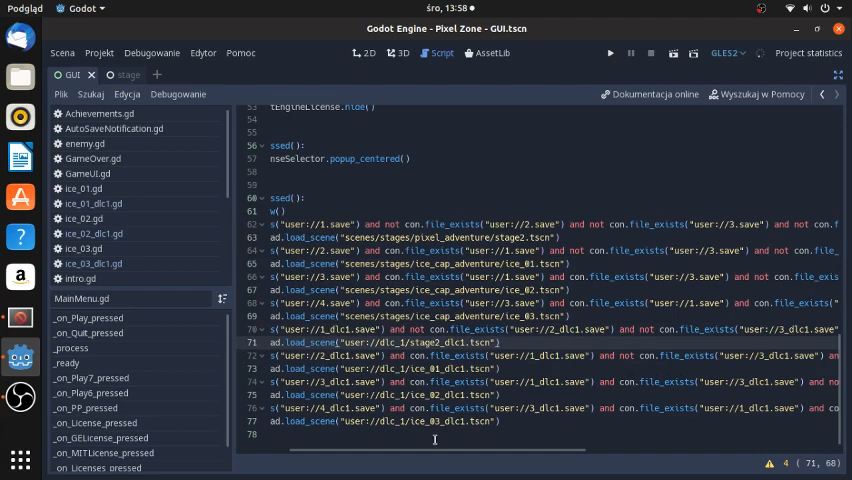 Podgląd
Godot
śro, 13:58
Godot Engine - Pixel Zone - GUI.tscn
Scena
Projekt
Debugowanie
Edytor
Pomoc
2D
3D
Script
AssetLib
GLES2
Project statistics
GUI
stage
Plik
Szukaj
Edycja
Debugowanie
Dokumentacja online
Wyszukaj w Pomocy
Achievements.gd
AutoSaveNotification.gd
enemy.gd
GameOver.gd
GameUI.gd
ice_01.gd
ice_01_dlc1.gd
ice_02.gd
ice_02_dlc1.gd
ice_03.gd
ice_03_dlc1.gd
intro.gd
MainMenu.gd
_on_Play_pressed
_on_Quit_pressed
_process
_ready
_on_Play7_pressed
_on_Play6_pressed
_on_PP_pressed
_on_License_pressed
_on_GELicense_pressed
_on_MITLicense_pressed
_on_Licenses_pressed
53 tEngineLicense.hide()
54
55
56 ssed():
57 nseSelector.popup_centered()
58
59
60 ssed():
61 w()
62 s("user://1.save") and not con.file_exists("user://2.save") and not con.file_exists("user://3.save") and not con.f
63 ad.load_scene("scenes/stages/pixel_adventure/stage2.tscn")
64 s("user://2.save") and con.file_exists("user://1.save") and not con.file_exists("user://3.save") and not con.file_
65 ad.load_scene("scenes/stages/ice_cap_adventure/ice_01.tscn")
66 s("user://3.save") and con.file_exists("user://1.save") and con.file_exists("user://2.save") and not con.file_exis
67 ad.load_scene("scenes/stages/ice_cap_adventure/ice_02.tscn")
68 s("user://4.save") and con.file_exists("user://3.save") and con.file_exists("user://1.save") and con.file_exists("
69 ad.load_scene("scenes/stages/ice_cap_adventure/ice_03.tscn")
70 s("user://1_dlc1.save") and not con.file_exists("user://2_dlc1.save") and not con.file_exists("user://3_dlc1.save"
71 ad.load_scene("user://dlc_1/stage2_dlc1.tscn")
72 s("user://2_dlc1.save") and con.file_exists("user://1_dlc1.save") and not con.file_exists("user://3_dlc1.save") an
73 ad.load_scene("user://dlc_1/ice_01_dlc1.tscn")
74 s("user://3_dlc1.save") and con.file_exists("user://1_dlc1.save") and con.file_exists("user://3_dlc1.save") and no
75 ad.load_scene("user://dlc_1/ice_02_dlc1.tscn")
76 s("user://4_dlc1.save") and con.file_exists("user://3_dlc1.save") and con.file_exists("user://1_dlc1.save") and co
77 ad.load_scene("user://dlc_1/ice_03_dlc1.tscn")
78
4 ( 71, 68)